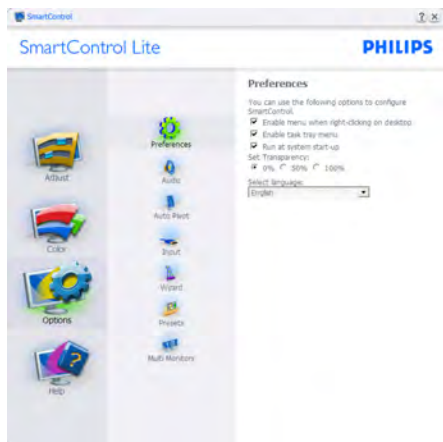 SmartControl
? ×
SmartControl Lite
PHILIPS
Adjust
Color
Options
Help
Preferences
Audio
Auto Pivot
Input
Wizard
Presets
Multi Monitors
Preferences
You can use the following options to configure
SmartControl.
Enable menu when right-clicking on desktop
Enable task tray menu
Run at system start-up
Set Transparency:
0% 50% 100%
Select language:
English